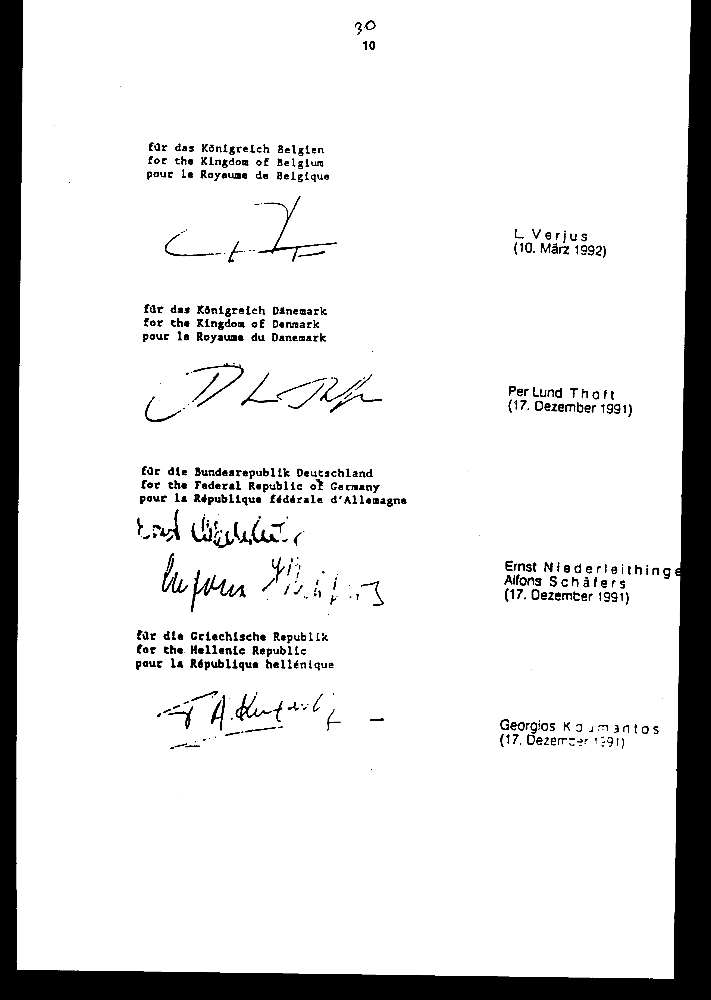 30
10
für das Königreich Belgien
for the Kingdom of Belgium
pour le Royaume de Belgique
L. Verjus
(10. März 1992)
für das Königreich Dänemark
for the Kingdom of Denmark
pour le Royaume du Danemark
Per Lund Thoft
(17. Dezember 1991)
für die Bundesrepublik Deutschland
for the Federal Republic of Germany
pour la République fédérale d'Allemagne
Ernst Niederleithinge
Alfons Schäfers
(17. Dezember 1991)
für die Griechische Republik
for the Hellenic Republic
pour la République hellénique
Georgios Koumantos
(17. Dezember 1991)